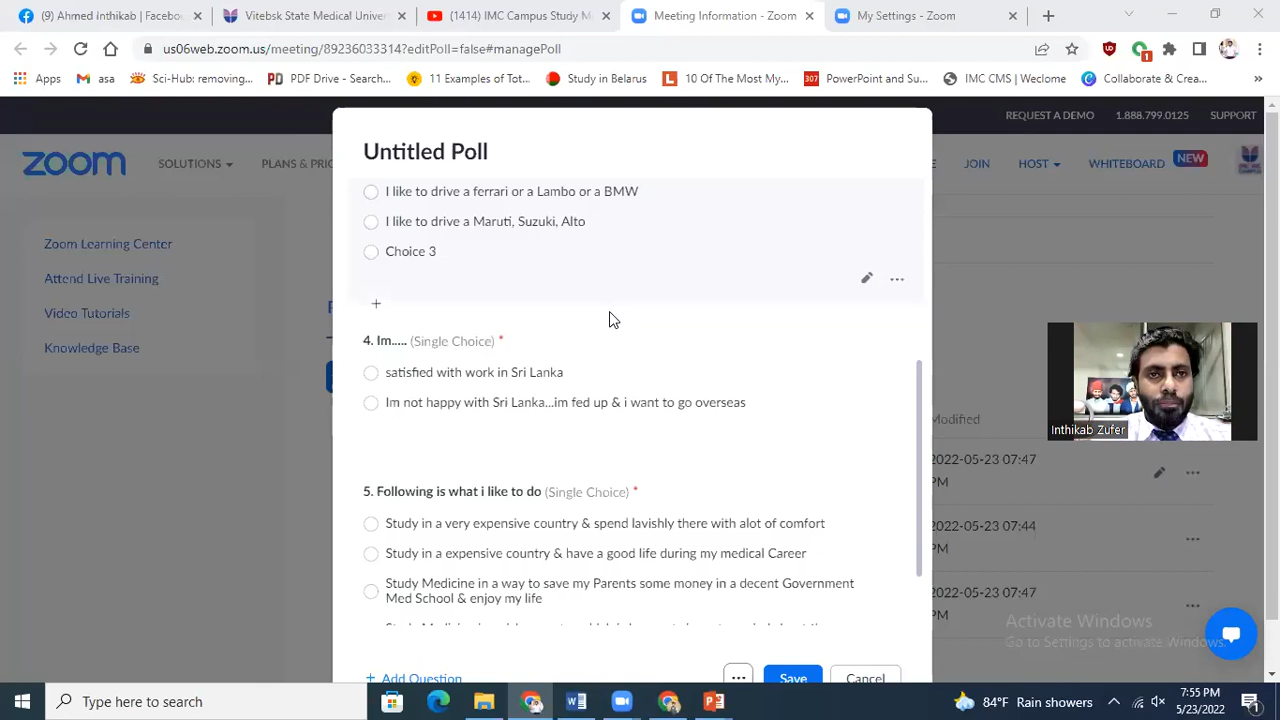 (9) Ahmed inthikab | Facebo
Vitebsk State Medical Univer
(1414) IMC Campus Study M
Meeting Information - Zoom
My Settings - Zoom
us06web.zoom.us/meeting/89236033314?editPoll=false#managePoll
Apps
asa
Sci-Hub: removing...
PDF Drive - Search...
11 Examples of Tot...
Study in Belarus
10 Of The Most My...
PowerPoint and Su...
IMC CMS | Weclome
Collaborate & Crea...
REQUEST A DEMO 1.888.799.0125 SUPPORT
zoom SOLUTIONS PLANS & PRIC
JOIN HOST WHITEBOARD NEW
Zoom Learning Center
Attend Live Training
Video Tutorials
Knowledge Base
Untitled Poll
I like to drive a ferrari or a Lambo or a BMW
I like to drive a Maruti, Suzuki, Alto
Choice 3
4. Im..... (Single Choice) *
satisfied with work in Sri Lanka
Im not happy with Sri Lanka...im fed up & i want to go overseas
5. Following is what i like to do (Single Choice) *
Study in a very expensive country & spend lavishly there with alot of comfort
Study in a expensive country & have a good life during my medical Career
Study Medicine in a way to save my Parents some money in a decent Government
Med School & enjoy my life
Add Question
... Save Cancel
Inthikab Zufer
Modified
2022-05-23 07:47
PM
2022-05-23 07:44
PM
2022-05-23 07:47
PM
Activate Windows
Go to Settings to activate Windows.
Type here to search
84°F Rain showers
7:55 PM
5/23/2022